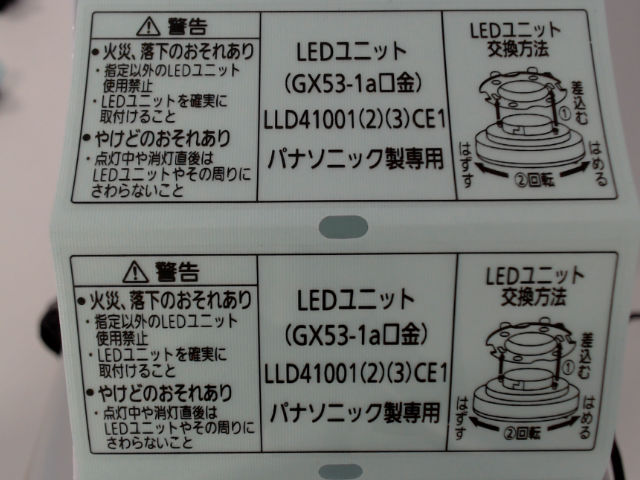 ⚠ 警告
●火災、落下のおそれあり
・指定以外のLEDユニット
使用禁止
・LEDユニットを確実に
取付けること
●やけどのおそれあり
・点灯中や消灯直後は
LEDユニットやその周りに
さわらないこと
LEDユニット
(GX53-1a口金)
LLD41001(2)(3)CE1
パナソニック製専用
LEDユニット
交換方法
①差込む
はずす
②回転
はめる
⚠ 警告
●火災、落下のおそれあり
・指定以外のLEDユニット
使用禁止
・LEDユニットを確実に
取付けること
●やけどのおそれあり
・点灯中や消灯直後は
LEDユニットやその周りに
さわらないこと
LEDユニット
(GX53-1a口金)
LLD41001(2)(3)CE1
パナソニック製専用
LEDユニット
交換方法
①差込む
はずす
②回転
はめる